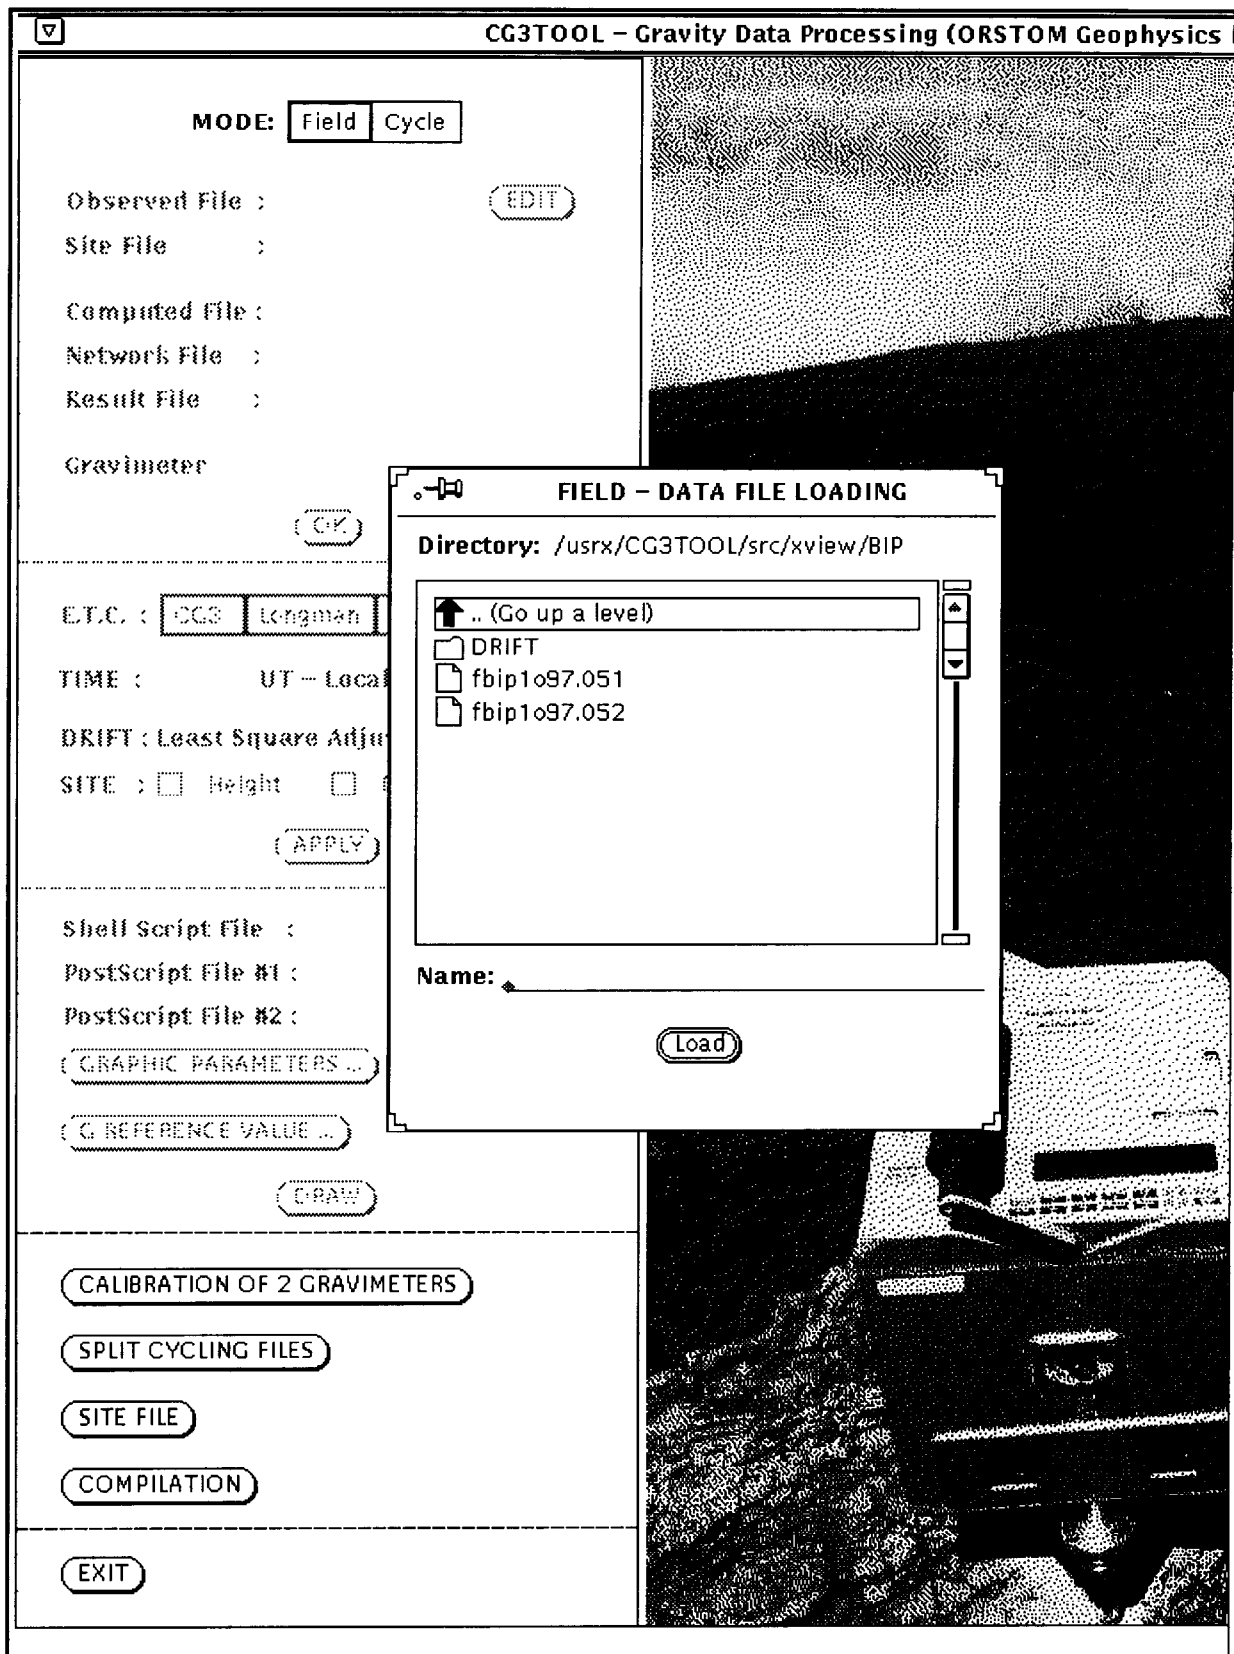 CG3TOOL – Gravity Data Processing (ORSTOM Geophysics
MODE: Field Cycle
Observed File : EDIT
Site File :
Computed File :
Network File :
Result File :
Gravimeter
OK
E.T.C. : CG3 Longman
TIME : UT – Local
DRIFT : Least Square
SITE : Height
APPLY
Shell Script File :
PostScript File #1 :
PostScript File #2 :
GRAPHIC PARAMETERS ...
G REFERENCE VALUE ...
DRAW
CALIBRATION OF 2 GRAVIMETERS
SPLIT CYCLING FILES
SITE FILE
COMPILATION
EXIT
FIELD – DATA FILE LOADING
Directory: /usrx/CG3TOOL/src/xview/BIP
.. (Go up a level)
DRIFT
fbip1o97.051
fbip1o97.052
Name:
Load